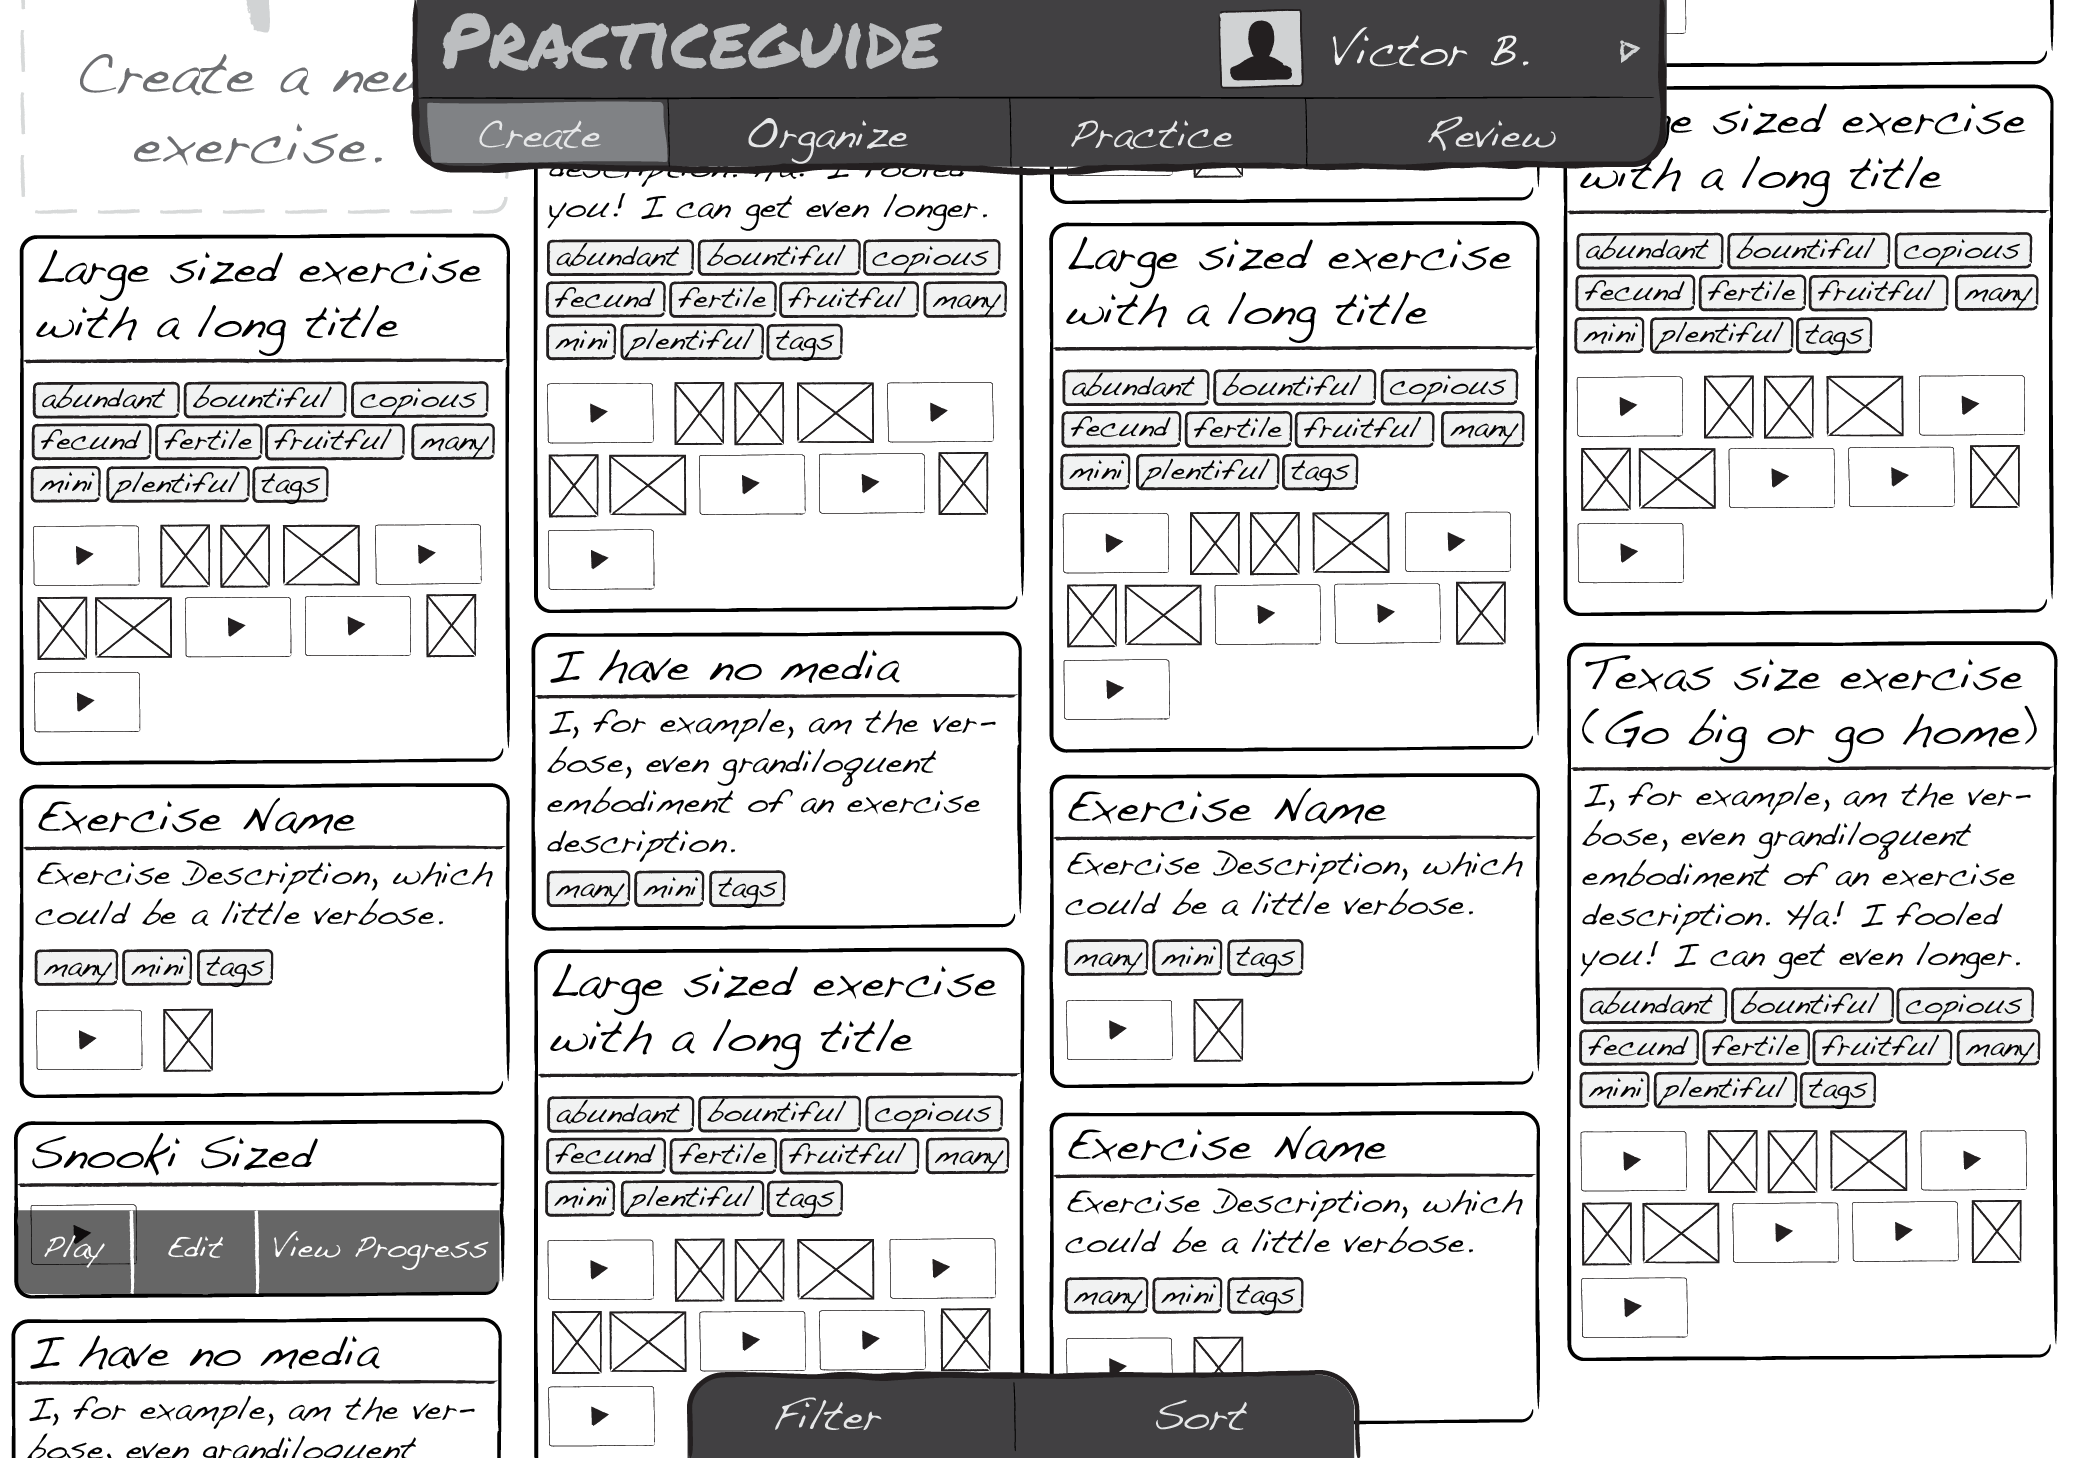 PRACTICEGUIDE
Victor B.
Create
Organize
Practice
Review
Create a new
exercise.
Large sized exercise
with a long title
abundant bountiful copious
fecund fertile fruitful many
mini plentiful tags
Exercise Name
Exercise Description, which
could be a little verbose.
many mini tags
Snooki Sized
Play Edit View Progress
I have no media
I, for example, am the ver-
bose, even grandiloquent
description. Ha! I fooled
you! I can get even longer.
abundant bountiful copious
fecund fertile fruitful many
mini plentiful tags
I have no media
I, for example, am the ver-
bose, even grandiloquent
embodiment of an exercise
description.
many mini tags
Large sized exercise
with a long title
abundant bountiful copious
fecund fertile fruitful many
mini plentiful tags
Large sized exercise
with a long title
abundant bountiful copious
fecund fertile fruitful many
mini plentiful tags
Exercise Name
Exercise Description, which
could be a little verbose.
many mini tags
Exercise Name
Exercise Description, which
could be a little verbose.
many mini tags
sized exercise
with a long title
abundant bountiful copious
fecund fertile fruitful many
mini plentiful tags
Texas size exercise
(Go big or go home)
I, for example, am the ver-
bose, even grandiloquent
embodiment of an exercise
description. Ha! I fooled
you! I can get even longer.
abundant bountiful copious
fecund fertile fruitful many
mini plentiful tags
Filter
Sort